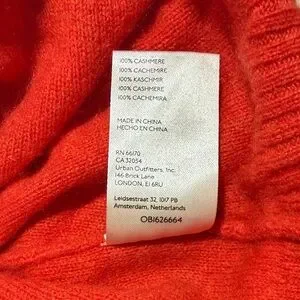 100% CASHMERE
100% CACHEMIRE
100% KASCHMIR
100% CASHMERE
100% CACHEMIRA
MADE IN CHINA
HECHO EN CHINA
RN 66170
CA 32054
Urban Outfitters, Inc.
146 Brick Lane
LONDON, E1 6RU
Leidsestraat 32, 1017 PB
Amsterdam, Netherlands
OB1626664